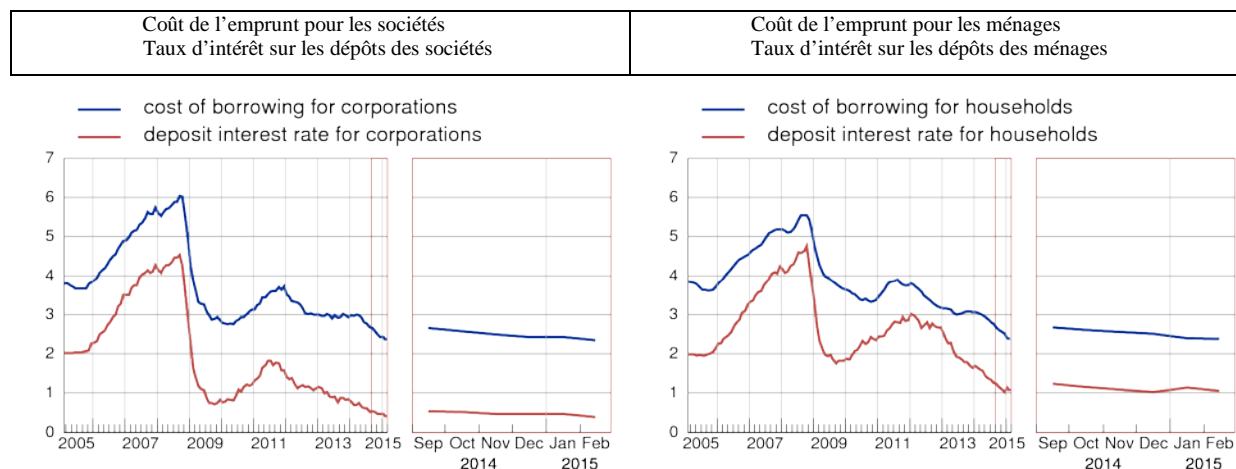 Coût de l’emprunt pour les sociétés
Taux d’intérêt sur les dépôts des sociétés
Coût de l’emprunt pour les ménages
Taux d’intérêt sur les dépôts des ménages
cost of borrowing for corporations
deposit interest rate for corporations
7
6
5
4
3
2
1
0
2005 2007 2009 2011 2013 2015
Sep Oct Nov Dec Jan Feb
2014 2015
cost of borrowing for households
deposit interest rate for households
7
6
5
4
3
2
1
0
2005 2007 2009 2011 2013 2015
Sep Oct Nov Dec Jan Feb
2014 2015